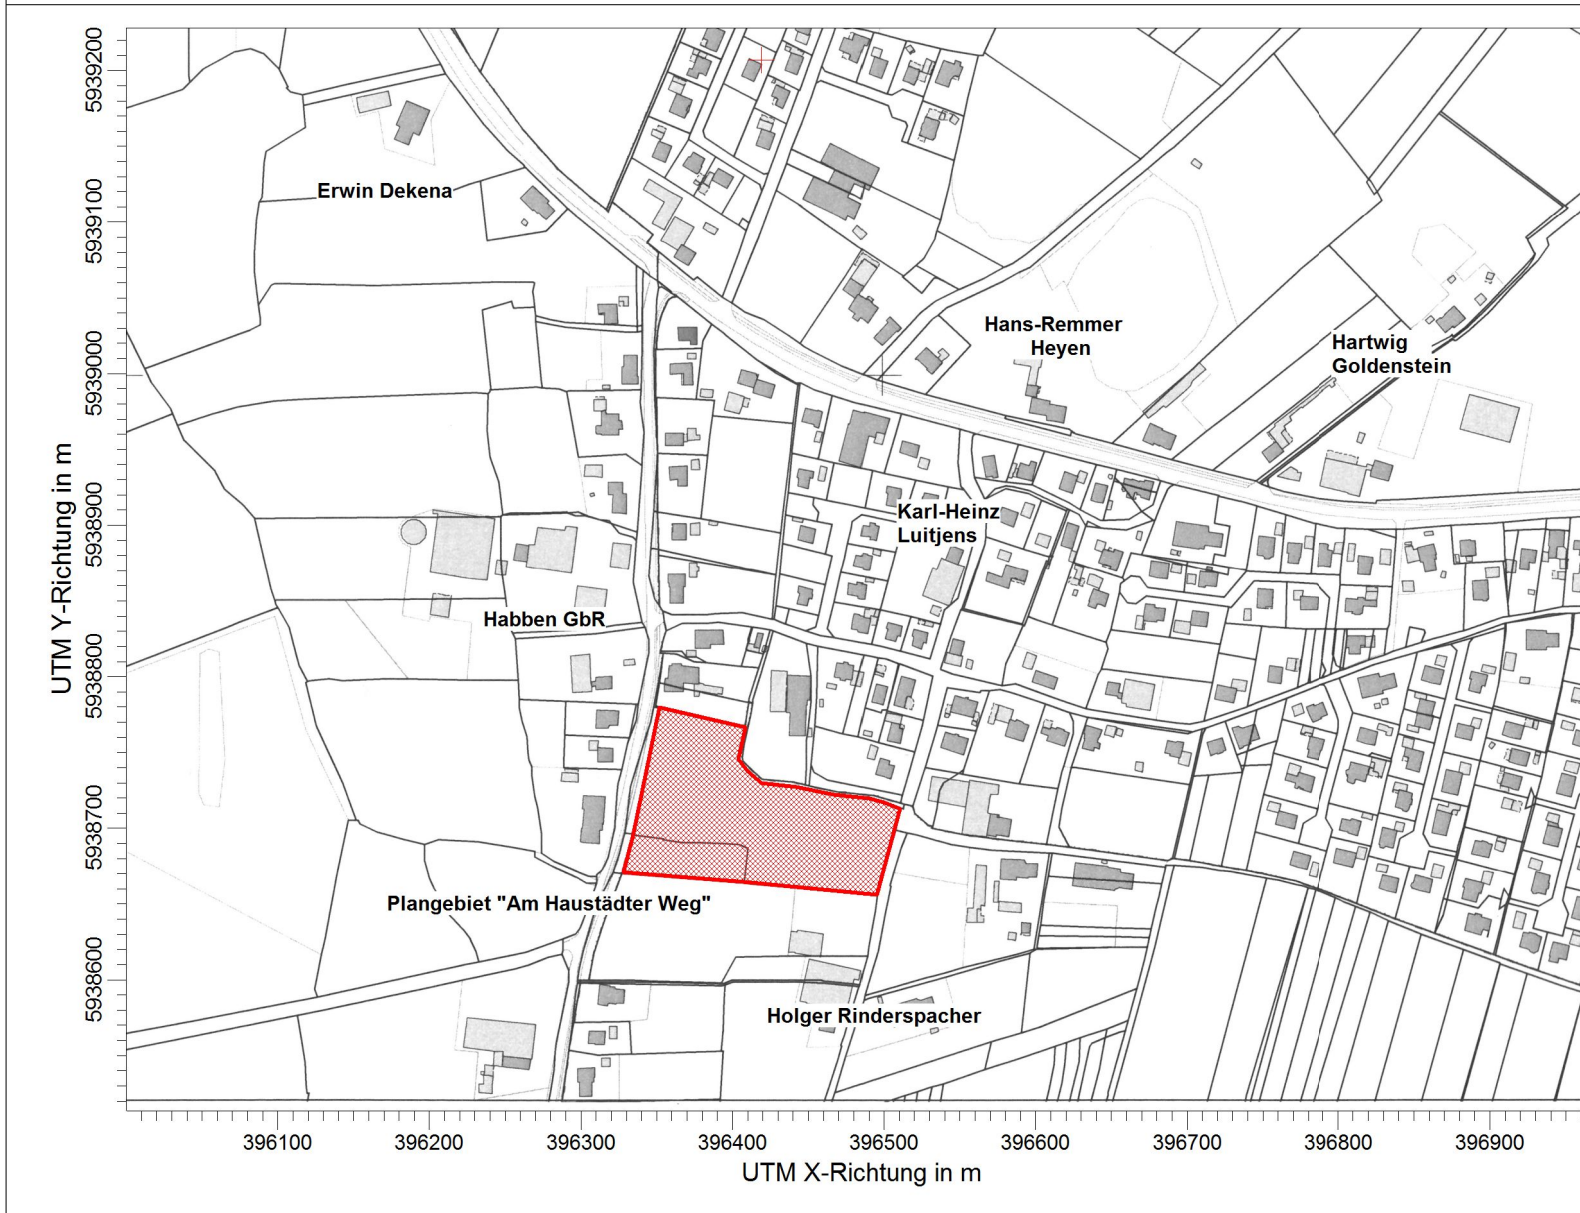 5939200
5939100
5939000
5938900
5938800
5938700
5938600
UTM Y-Richtung in m
Erwin Dekena
Hans-Remmer
Heyen
Hartwig
Goldenstein
Karl-Heinz
Luitjens
Habben GbR
Plangebiet "Am Haustädter Weg"
Holger Rinderspacher
396100
396200
396300
396400
396500
396600
396700
396800
396900
UTM X-Richtung in m